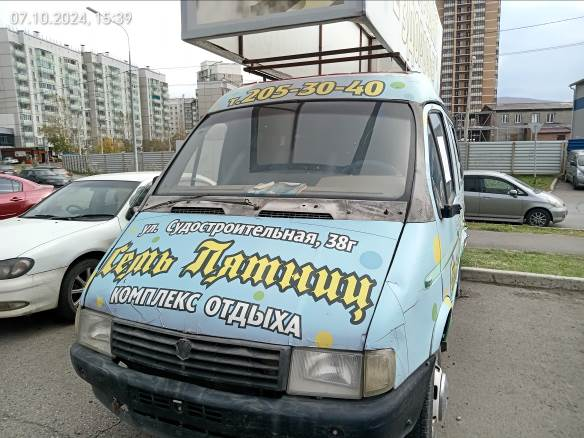 07.10.2024, 15:39
т.205-30-40
ул. Судостроительная, 38г
Семь Пятниц
комплекс отдыха